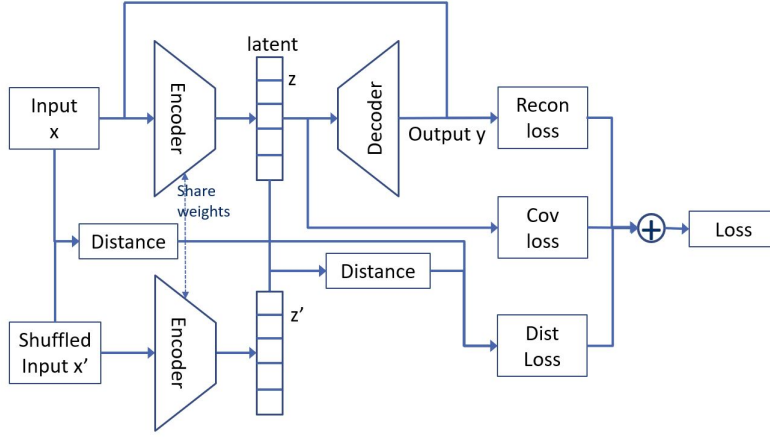 latent
z
Input
x
Encoder
Decoder
Output y
Recon
loss
Share
weights
Cov
loss
+
Loss
Distance
Distance
Shuffled
Input x’
Encoder
z’
Dist
Loss